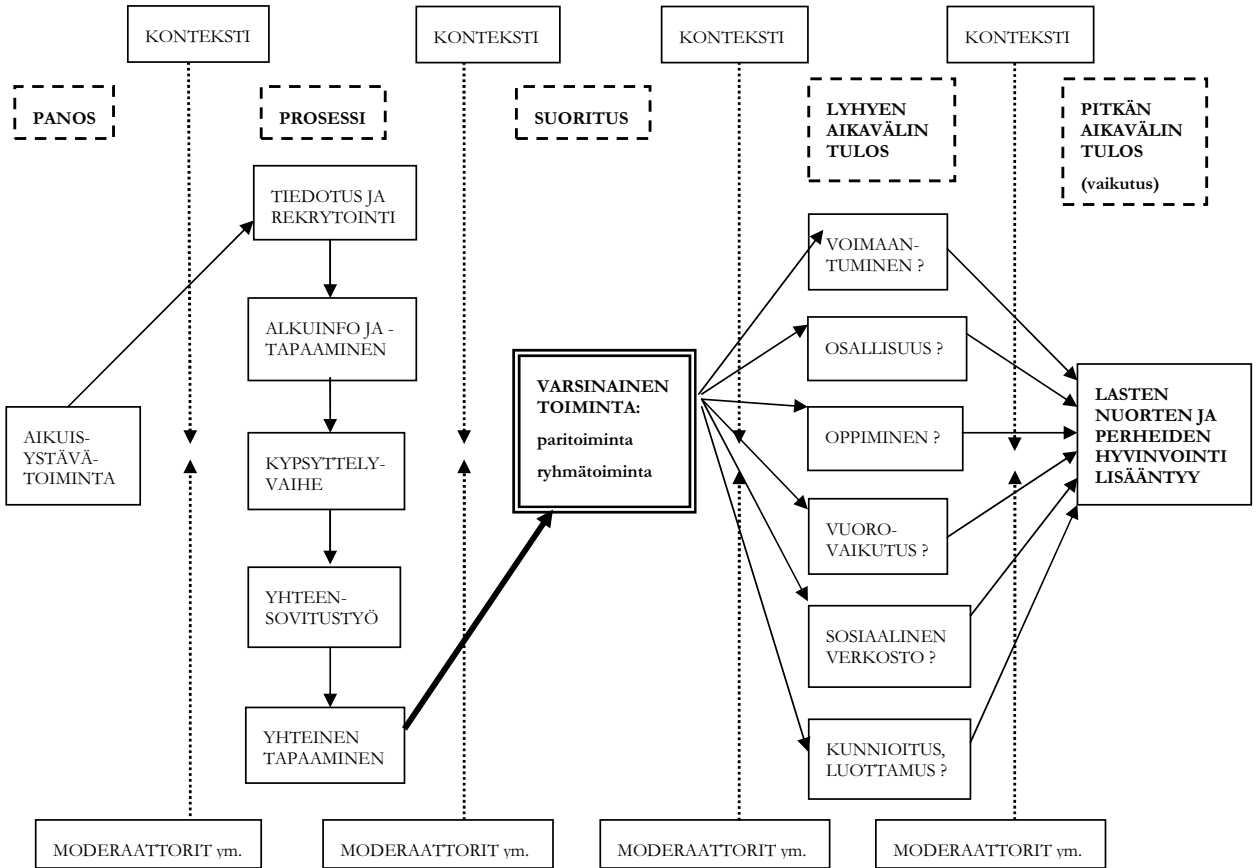 KONTEKSTI
KONTEKSTI
KONTEKSTI
KONTEKSTI
PANOS
PROSESSI
SUORITUS
LYHYEN
AIKAVÄLIN
TULOS
PITKÄN
AIKAVÄLIN
TULOS
(vaikutus)
TIEDOTUS JA
REKRYTOINTI
ALKUINFO JA -
TAPAAMINEN
AIKUIS-
YSTÄVÄ-
TOIMINTA
KYPSYTTELY-
VAIHE
YHTEEN-
SOVITUSTYÖ
YHTEINEN
TAPAAMINEN
VARSINAINEN
TOIMINTA:
paritoiminta
ryhmätoiminta
VOIMAAN-
TUMINEN ?
OSALLISUUS ?
OPPIMINEN ?
VUORO-
VAIKUTUS ?
SOSIAALINEN
VERKOSTO ?
KUNNIOITUS,
LUOTTAMUS ?
LASTEN
NUORTEN JA
PERHEIDEN
HYVINVOINTI
LISÄÄNTYY
MODERAATTORIT ym.
MODERAATTORIT ym.
MODERAATTORIT ym.
MODERAATTORIT ym.